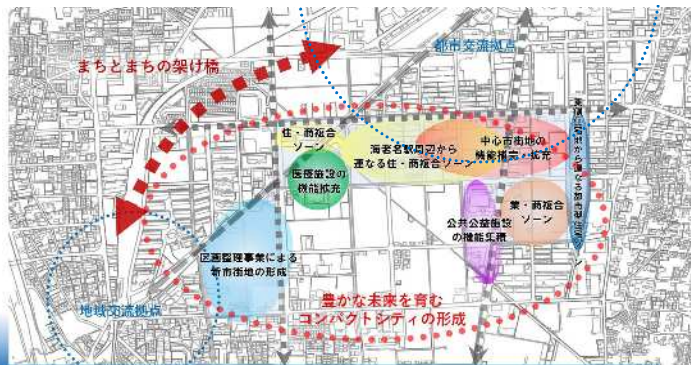 都市交流拠点
まちとまちの架け橋
住・商複合
ゾーン
海老名駅周辺から
連なる住・商複合ゾーン
中心市街地の
機能補完・拡充
医療施設の
機能拡充
業・商複合
ゾーン
公共公益施設
の機能集積
区画整理事業による
新市街地の形成
豊かな未来を育む
コンパクトシティの形成
地域交流拠点